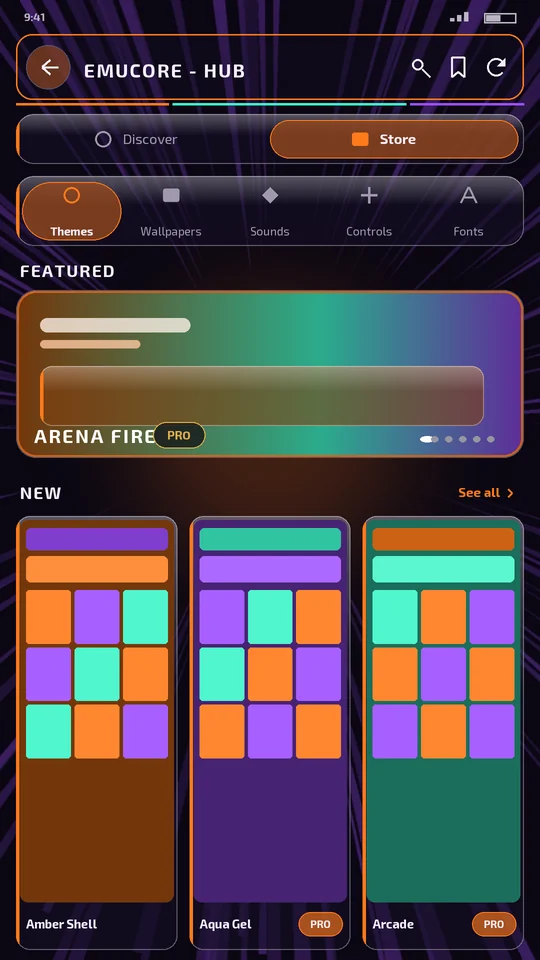 9:41
EMUCORE - HUB
Discover
Store
Themes
Wallpapers
Sounds
Controls
Fonts
FEATURED
ARENA FIRE
PRO
NEW
See all
Amber Shell
Aqua Gel
PRO
Arcade
PRO